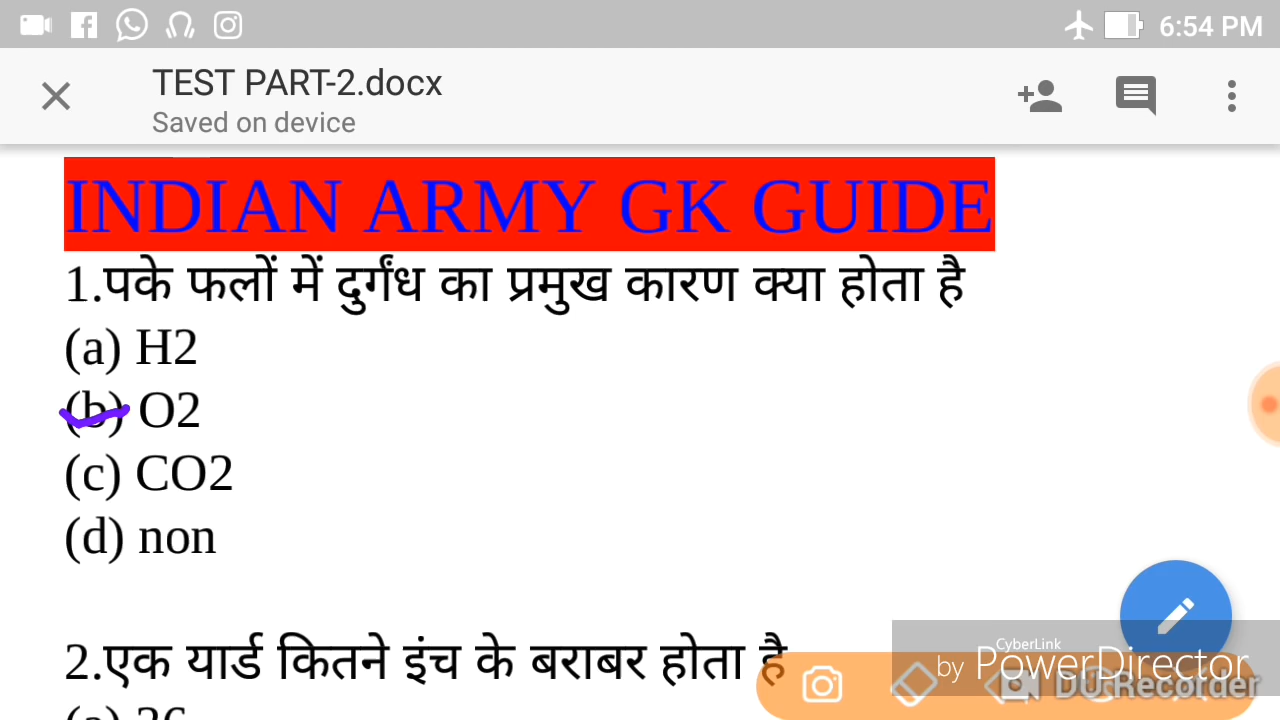 6:54 PM
TEST PART-2.docx
Saved on device
INDIAN ARMY GK GUIDE
1.पके फलों में दुर्गंध का प्रमुख कारण क्या होता है
(a) H2
(b) O2
(c) CO2
(d) non
2.एक यार्ड कितने इंच के बराबर होता है
CyberLink
by PowerDirector
DU Recorder